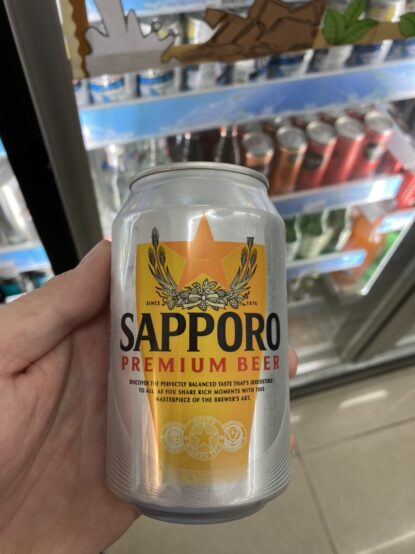 SINCE 1876
SAPPORO
PREMIUM BEER
DISCOVER THE PERFECTLY BALANCED TASTE THAT'S IRRESISTIBLE
TO ALL, AS YOU SHARE RICH MOMENTS WITH THIS
MASTERPIECE OF THE BREWER'S ART.